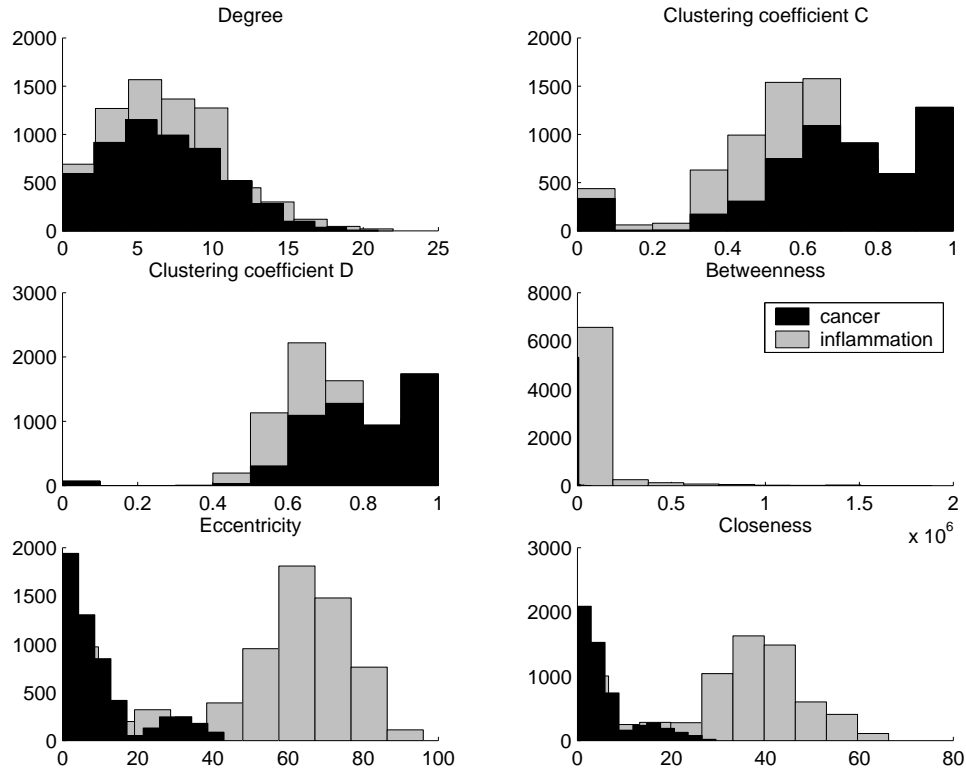 Degree
2000
1500
1000
500
0
0 5 10 15 20 25
Clustering coefficient C
2000
1500
1000
500
0
0 0.2 0.4 0.6 0.8 1
Clustering coefficient D
3000
2000
1000
0
0 0.2 0.4 0.6 0.8 1
Betweenness
8000
6000
4000
2000
0
0 0.5 1 1.5 2
x 10^6
cancer
inflammation
Eccentricity
2000
1500
1000
500
0
0 20 40 60 80 100
Closeness
3000
2000
1000
0
0 20 40 60 80